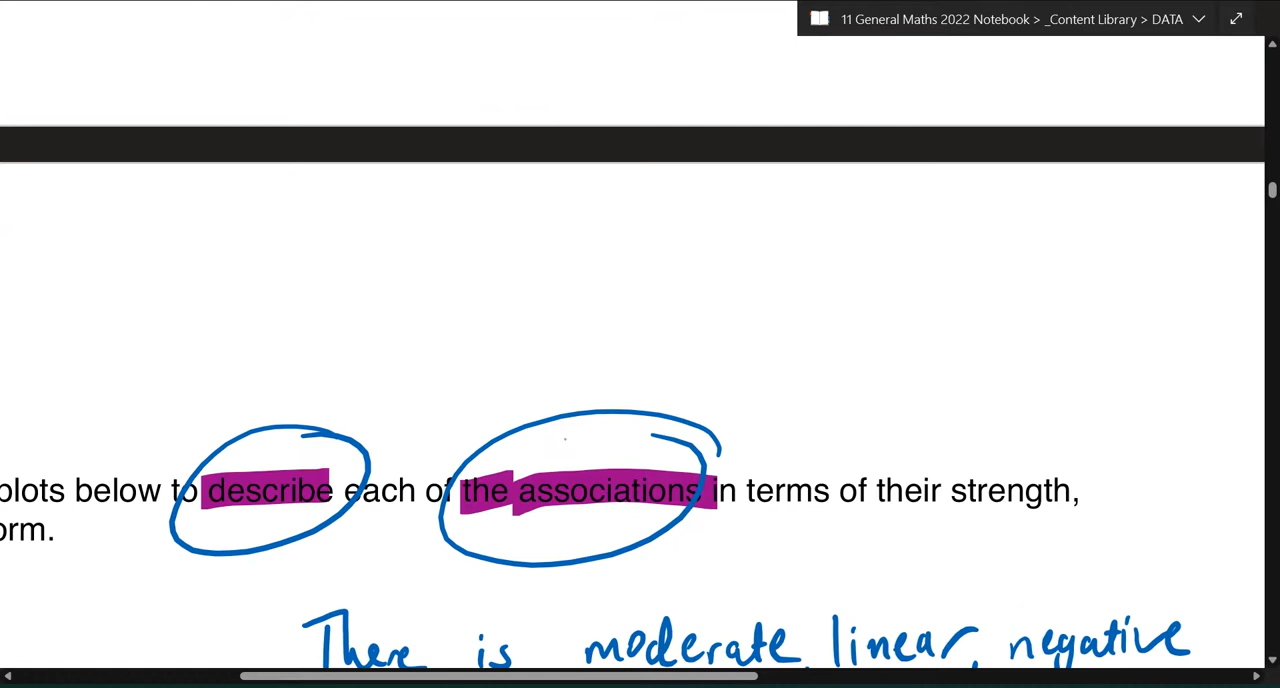 11 General Maths 2022 Notebook > _Content Library > DATA
plots below to describe each of the associations in terms of their strength,
orm.
There is moderate, linear, negative